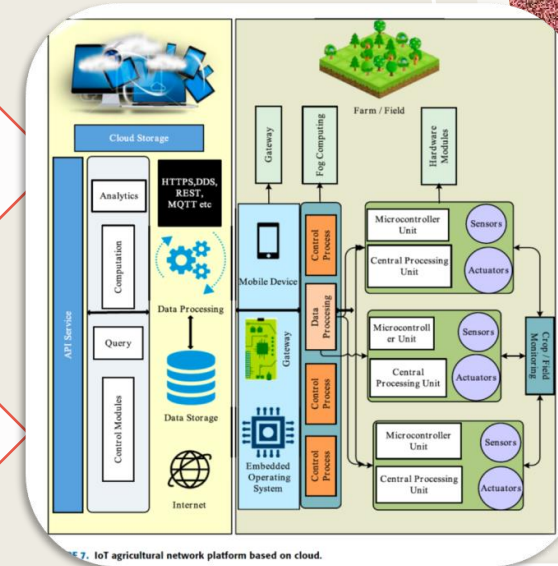 Cloud Storage
API Service
Analytics
Computation
Query
Control Modules
HTTPS,DDS,
REST,
MQTT etc
Data Processing
Data Storage
Internet
Gateway
Fog Computing
Farm / Field
Hardware
Modules
Mobile Device
Gateway
Embedded
Operating
System
Control
Process
Data
Proccesing
Control
Process
Control
Process
Microcontroller
Unit
Central Processing
Unit
Sensors
Actuators
Microcontroll
er Unit
Central
Processing Unit
Sensors
Actuators
Microcontroller
Unit
Central Processing
Unit
Sensors
Actuators
Crop / Field
Monitoring
7. IoT agricultural network platform based on cloud.